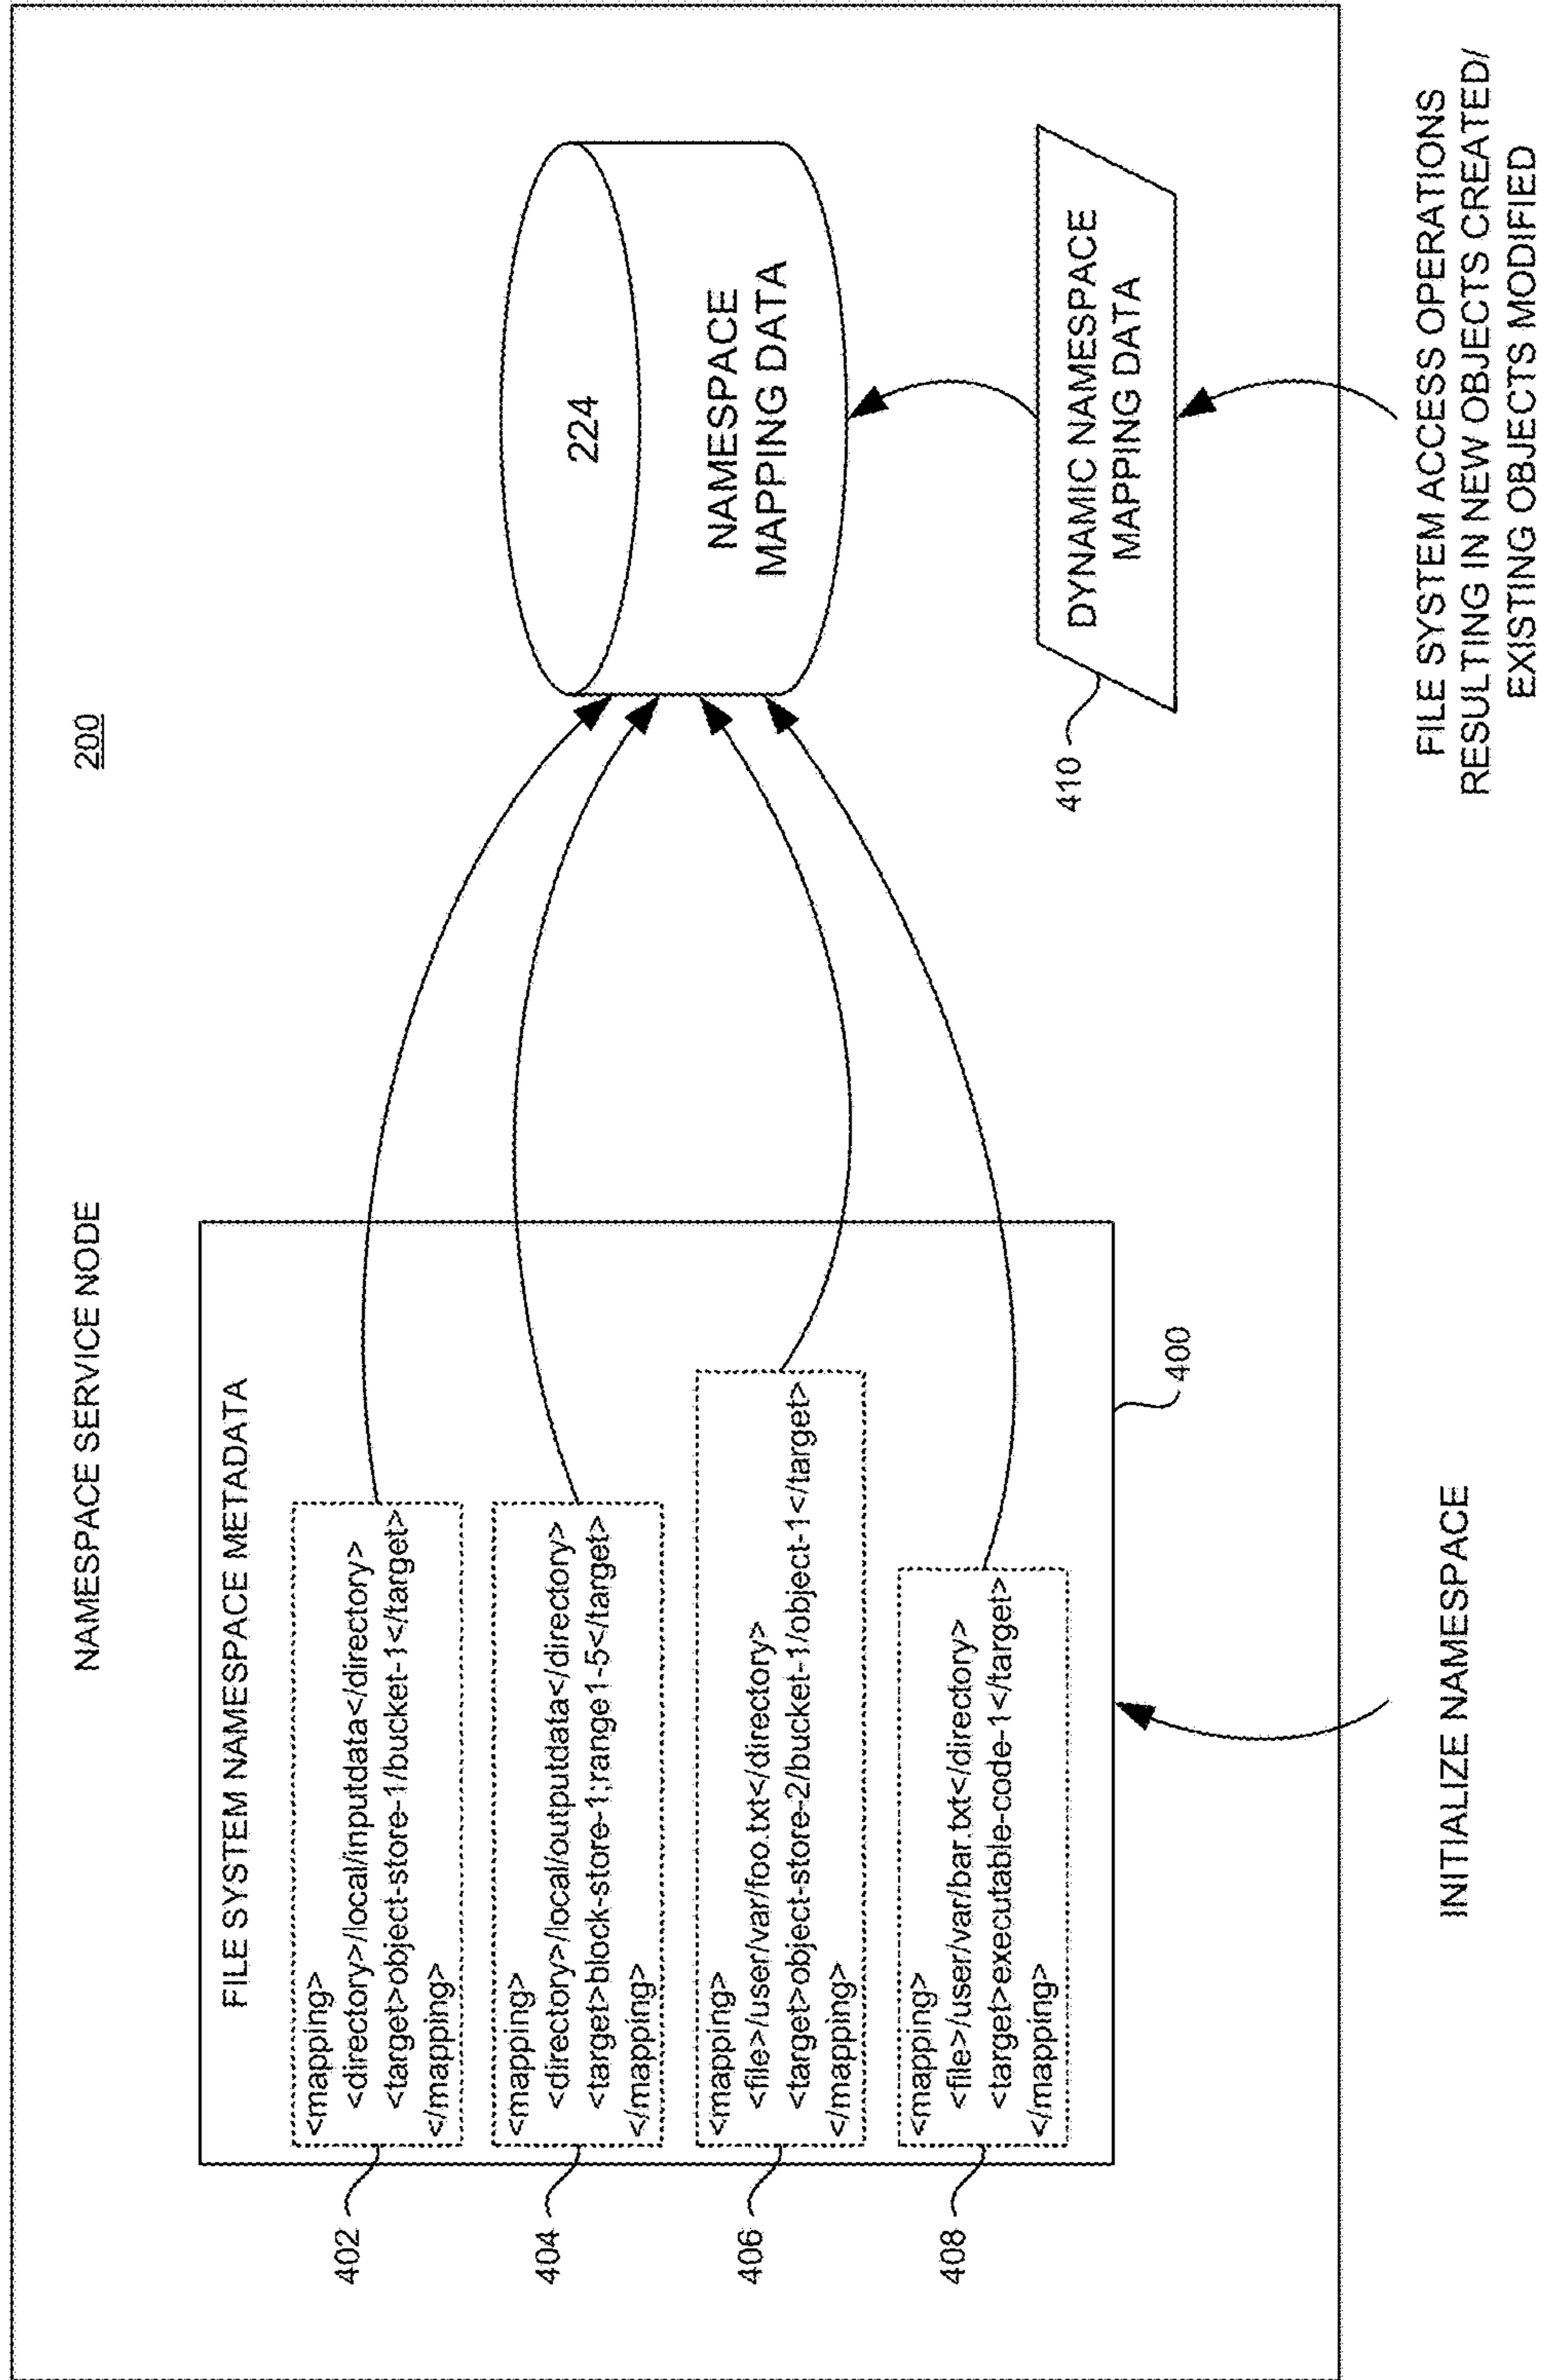 NAMESPACE SERVICE NODE
200
FILE SYSTEM NAMESPACE METADATA
402
<mapping>
<directory>/local/inputdata</directory>
<target>object-store-1/bucket-1</target>
</mapping>
404
<mapping>
<directory>/local/outputdata</directory>
<target>block-store-1;range1-5</target>
</mapping>
406
<mapping>
<file>/user/var/foo.txt</directory>
<target>object-store-2/bucket-1/object-1</target>
</mapping>
408
<mapping>
<file>/user/var/bar.txt</directory>
<target>executable-code-1</target>
</mapping>
400
224
NAMESPACE
MAPPING DATA
410
DYNAMIC NAMESPACE
MAPPING DATA
INITIALIZE NAMESPACE
FILE SYSTEM ACCESS OPERATIONS
RESULTING IN NEW OBJECTS CREATED/
EXISTING OBJECTS MODIFIED